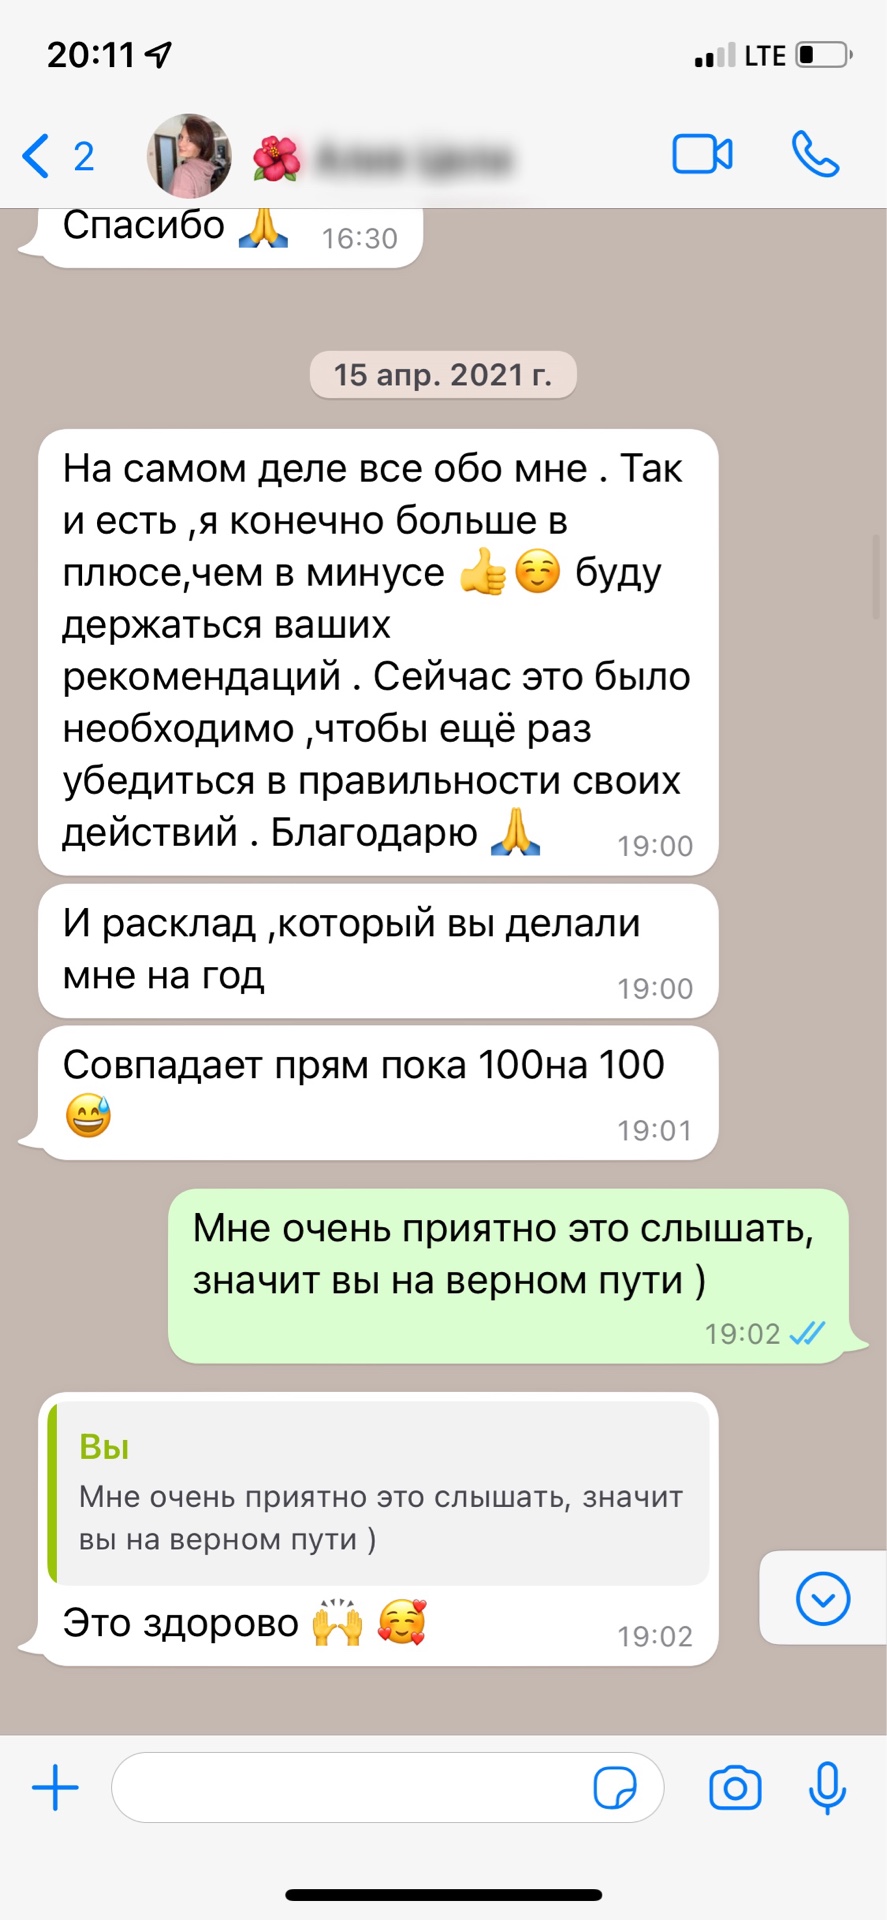 20:11
LTE
2
Спасибо 🙏 16:30
15 апр. 2021 г.
На самом деле все обо мне . Так
и есть ,я конечно больше в
плюсе,чем в минусе 👍☺️ буду
держаться ваших
рекомендаций . Сейчас это было
необходимо ,чтобы ещё раз
убедиться в правильности своих
действий . Благодарю 🙏 19:00
И расклад ,который вы делали
мне на год 19:00
Совпадает прям пока 100на 100
😅 19:01
Мне очень приятно это слышать,
значит вы на верном пути )
19:02
Вы
Мне очень приятно это слышать, значит
вы на верном пути )
Это здорово 🙌 🥰 19:02